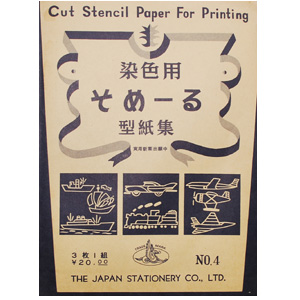 Cut Stencil Paper For Printing
染色用
そめーる
型紙集
3枚1組
¥20.00
NO.4
THE JAPAN STATIONERY CO., LTD.